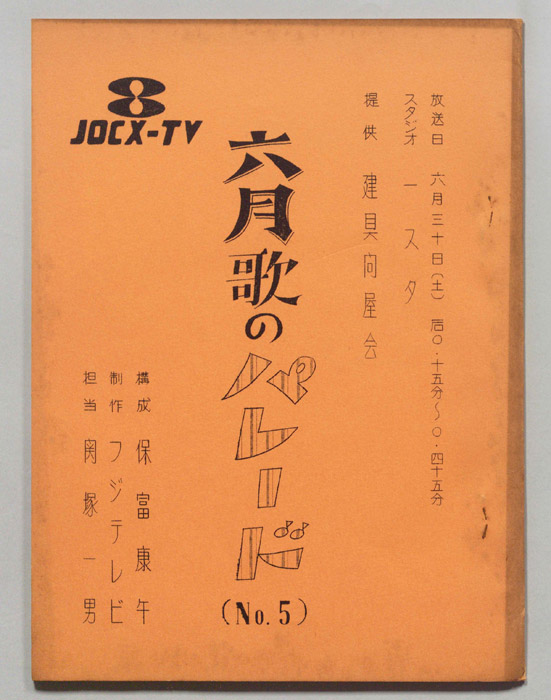 放送日 六月三十日(土) 后〇・十五分～〇・四十五分
スタジオ 一スタ
提供 建具問屋会
8
JOCX-TV
六月歌のパレード
(No.5)
構成 保富康午
制作 フジテレビ
担当 関塚一男